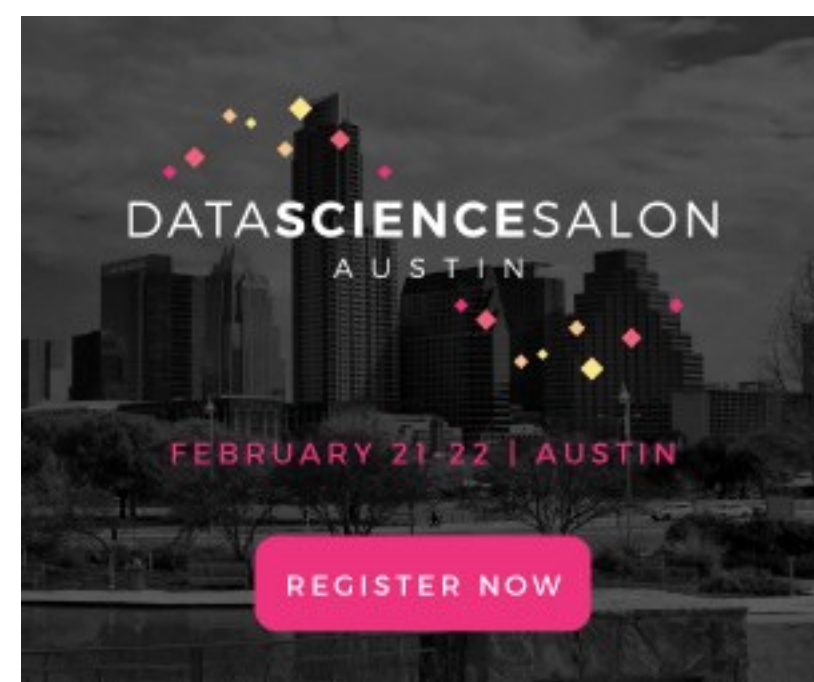 DATASCIENCESALON
AUSTIN
FEBRUARY 21-22 | AUSTIN
REGISTER NOW